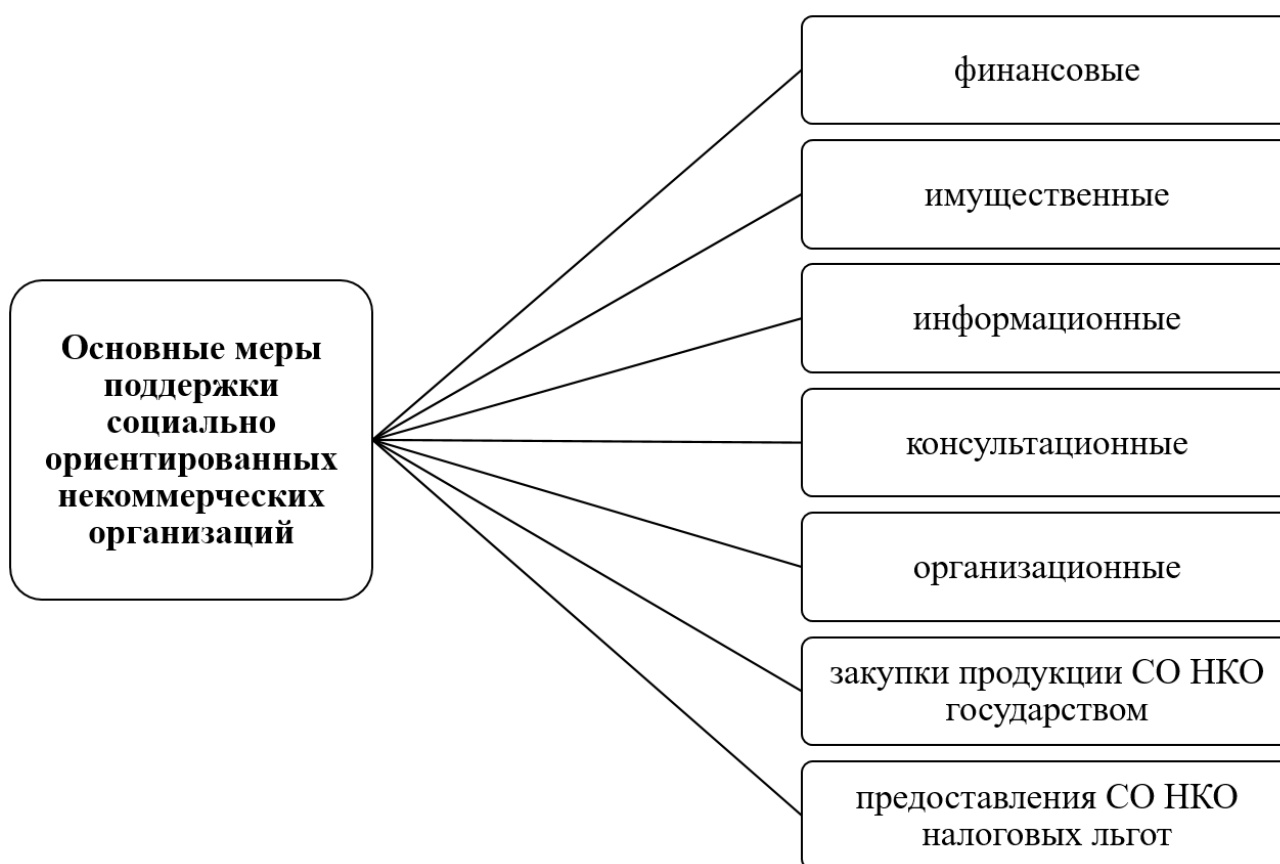 Основные меры
поддержки
социально
ориентированных
некоммерческих
организаций
финансовые
имущественные
информационные
консультационные
организационные
закупки продукции СО НКО
государством
предоставления СО НКО
налоговых льгот